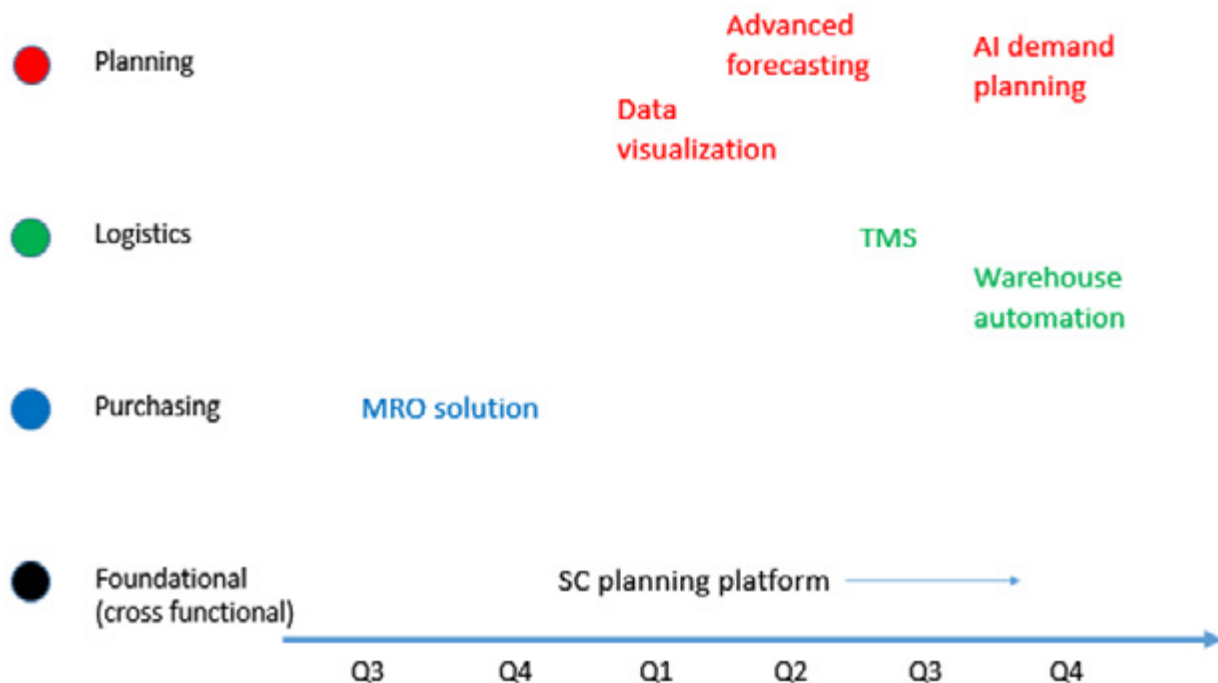 Planning
Advanced
forecasting
AI demand
planning
Data
visualization
Logistics
TMS
Warehouse
automation
Purchasing
MRO solution
Foundational
(cross functional)
SC planning platform
Q3 Q4 Q1 Q2 Q3 Q4